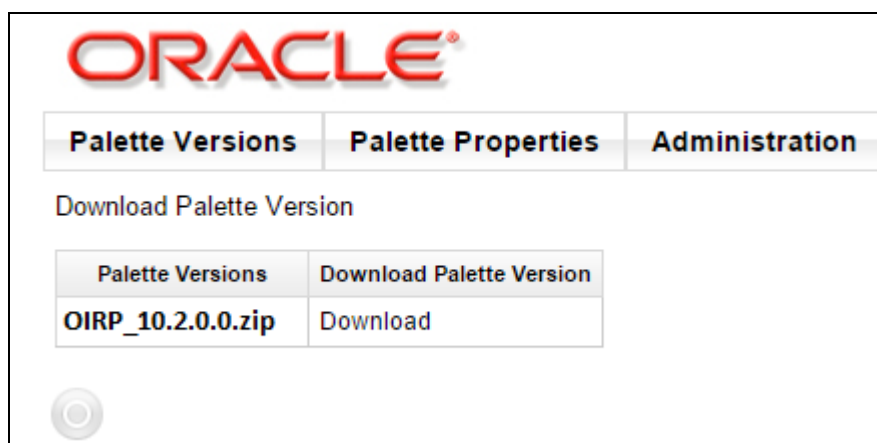 ORACLE®
Palette Versions Palette Properties Administration
Download Palette Version
Palette Versions Download Palette Version
OIRP_10.2.0.0.zip Download